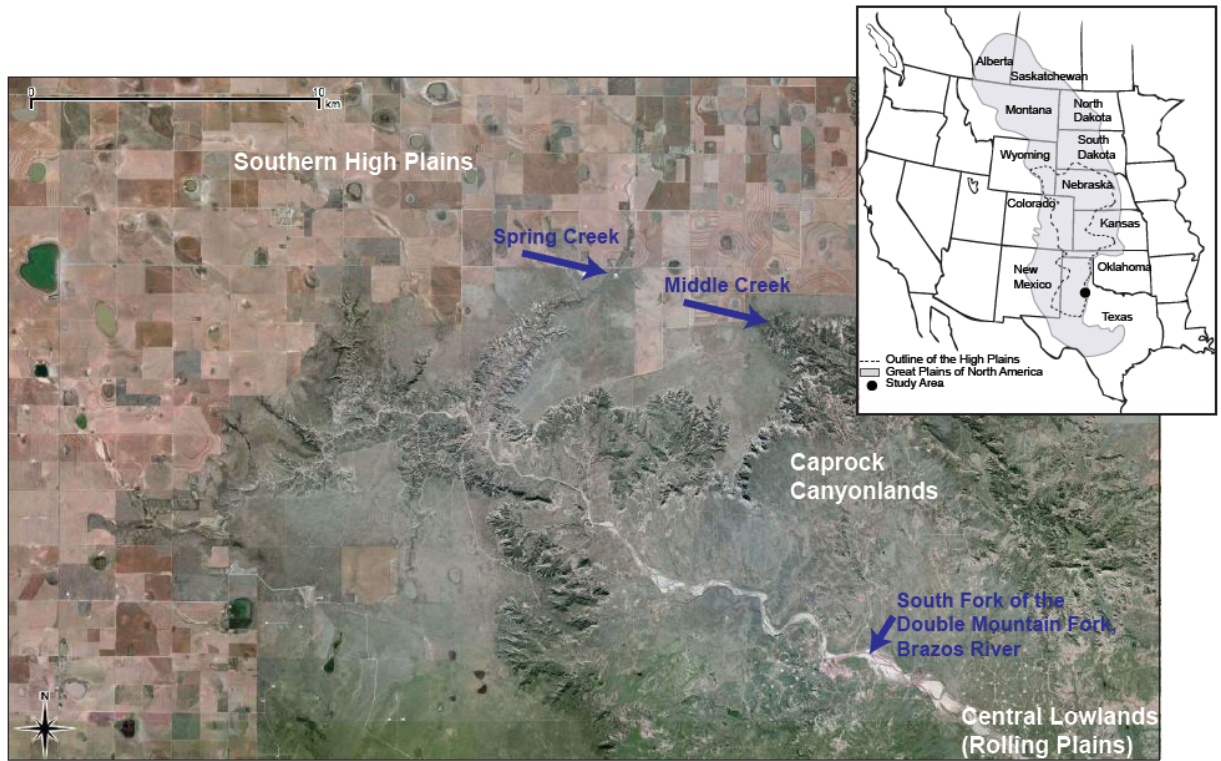 0 10
km
Southern High Plains
Spring Creek
Middle Creek
Caprock
Canyonlands
South Fork of the
Double Mountain Fork,
Brazos River
Central Lowlands
(Rolling Plains)
N
Alberta
Saskatchewan
Montana
North
Dakota
South
Dakota
Wyoming
Nebraska
Colorado
Kansas
New
Mexico
Oklahoma
Texas
Outline of the High Plains
Great Plains of North America
Study Area